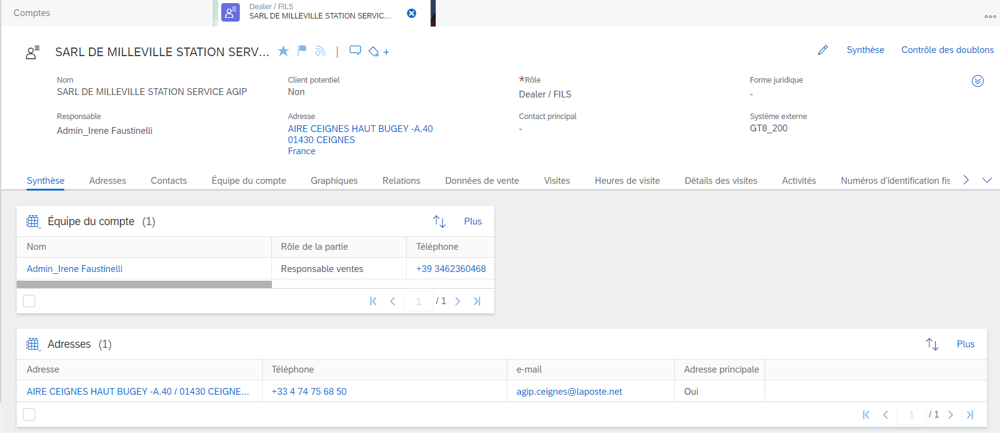 Comptes
Dealer / FILS
SARL DE MILLEVILLE STATION SERVIC...
SARL DE MILLEVILLE STATION SERV...
Synthèse
Contrôle des doublons
Nom
SARL DE MILLEVILLE STATION SERVICE AGIP
Client potentiel
Non
*Rôle
Dealer / FILS
Forme juridique
-
Responsable
Admin_Irene Faustinelli
Adresse
AIRE CEIGNES HAUT BUGEY -A.40
01430 CEIGNES
France
Contact principal
-
Système externe
GT8_200
Synthèse Adresses Contacts Équipe du compte Graphiques Relations Données de vente Visites Heures de visite Détails des visites Activités Numéros d'identification fis
Équipe du compte (1)
Plus
Nom Rôle de la partie Téléphone
Admin_Irene Faustinelli Responsable ventes +39 3462360468
1 / 1
Adresses (1)
Plus
Adresse Téléphone e-mail Adresse principale
AIRE CEIGNES HAUT BUGEY -A.40 / 01430 CEIGNE... +33 4 74 75 68 50 agip.ceignes@laposte.net Oui
1 / 1